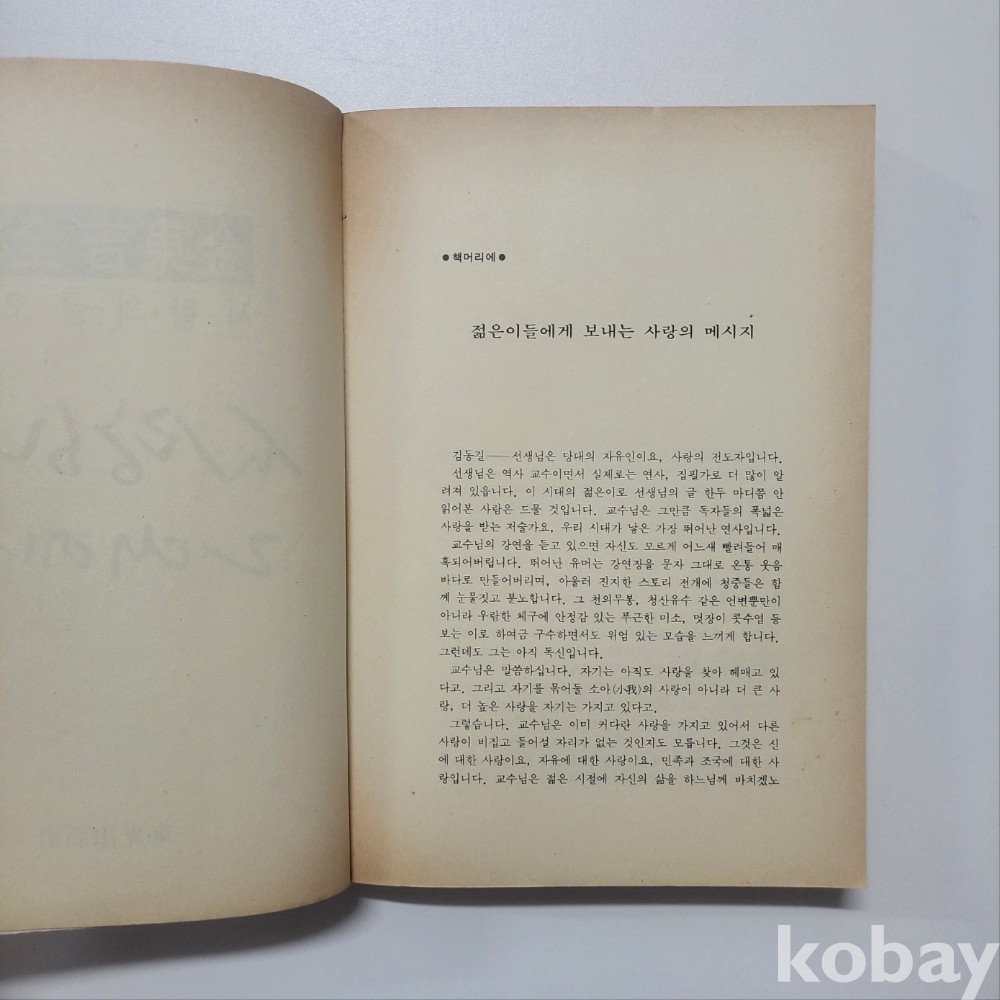 ●책머리에●
젊은이들에게 보내는 사랑의 메시지
김동길——선생님은 당대의 자유인이요, 사랑의 전도자입니다.
선생님은 역사 교수이면서 실제로는 연사, 집필가로 더 많이 알
려져 있읍니다. 이 시대의 젊은이로 선생님의 글 한두 마디쯤 안
읽어본 사람은 드물 것입니다. 교수님은 그만큼 독자들의 폭넓은
사랑을 받는 저술가요, 우리 시대가 낳은 가장 뛰어난 연사입니다.
교수님의 강연을 듣고 있으면 자신도 모르게 어느새 빨려들어 매
혹되어버립니다. 뛰어난 유머는 강연장을 문자 그대로 온통 웃음
바다로 만들어버리며, 아울러 진지한 스토리 전개에 청중들은 함
께 눈물짓고 분노합니다. 그 천의무봉, 청산유수 같은 언변뿐만이
아니라 우람한 체구에 안정감 있는 푸근한 미소, 멋장이 콧수염 등
보는 이로 하여금 구수하면서도 위엄 있는 모습을 느끼게 합니다.
그런데도 그는 아직 독신입니다.
교수님은 말씀하십니다. 자기는 아직도 사랑을 찾아 헤매고 있
다고. 그리고 자기를 묶어둘 소아(小我)의 사랑이 아니라 더 큰 사
랑, 더 높은 사랑을 자기는 가지고 있다고.
그렇습니다. 교수님은 이미 커다란 사랑을 가지고 있어서 다른
사랑이 비집고 들어설 자리가 없는 것인지도 모릅니다. 그것은 신
에 대한 사랑이요, 자유에 대한 사랑이요, 민족과 조국에 대한 사
랑입니다. 교수님은 젊은 시절에 자신의 삶을 하느님께 바치겠노
kobay